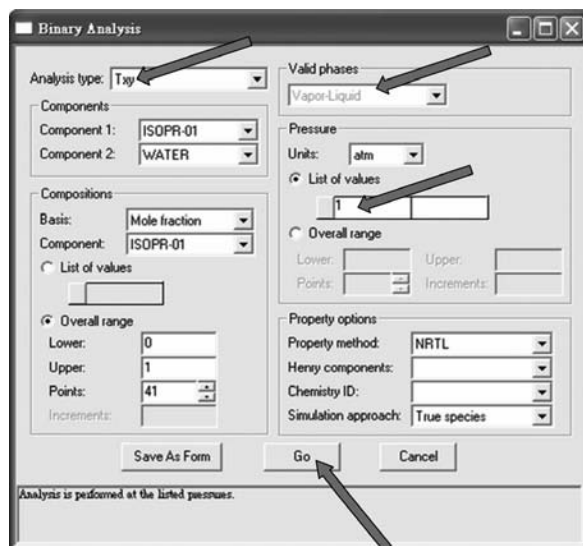 Binary Analysis
Analysis type: Txy
Components
Component 1: ISOPR-01
Component 2: WATER
Compositions
Basis: Mole fraction
Component: ISOPR-01
List of values
Overall range
Lower: 0
Upper: 1
Points: 41
Increments:
Valid phases
Vapor-Liquid
Pressure
Units: atm
List of values
1
Overall range
Lower: Upper:
Points: Increments:
Property options
Property method: NRTL
Henry components:
Chemistry ID:
Simulation approach: True species
Save As Form Go Cancel
Analysis is performed at the listed pressures.